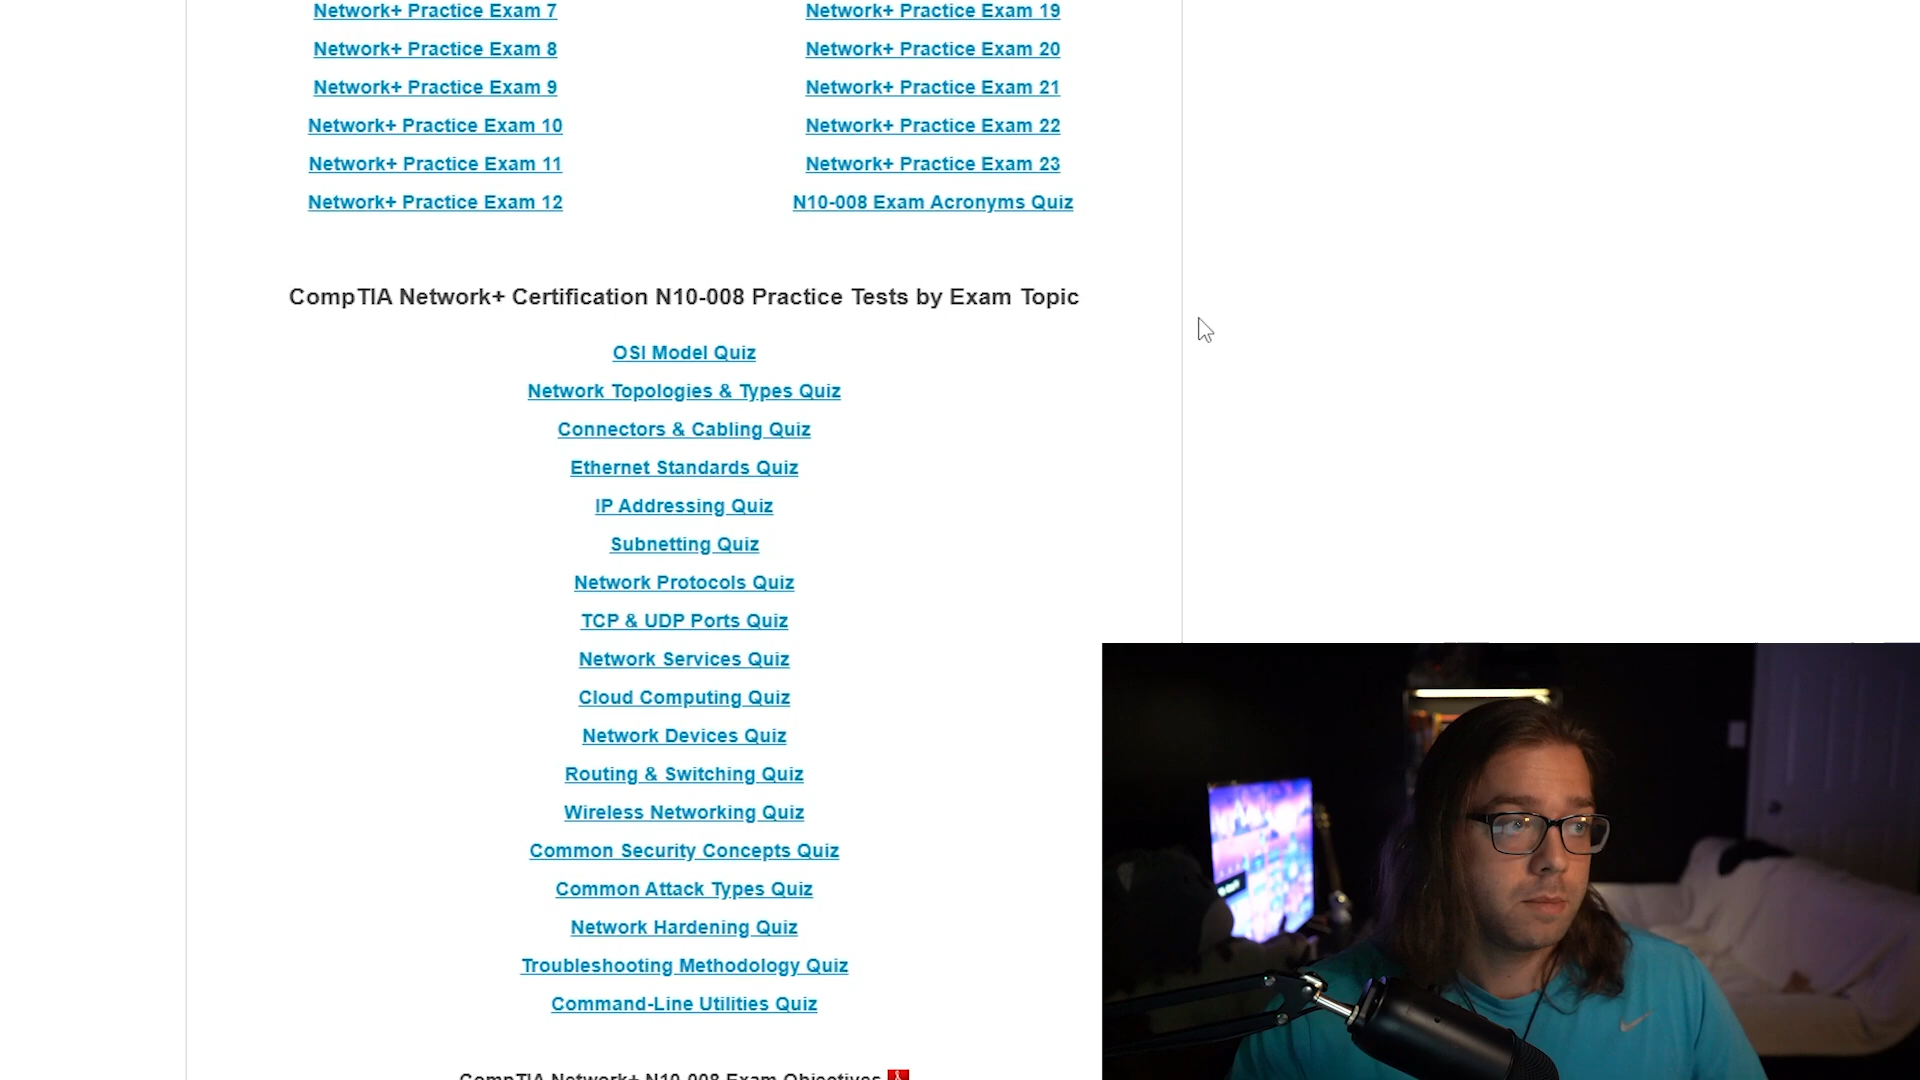 Network+ Practice Exam 7
Network+ Practice Exam 19
Network+ Practice Exam 8
Network+ Practice Exam 20
Network+ Practice Exam 9
Network+ Practice Exam 21
Network+ Practice Exam 10
Network+ Practice Exam 22
Network+ Practice Exam 11
Network+ Practice Exam 23
Network+ Practice Exam 12
N10-008 Exam Acronyms Quiz
CompTIA Network+ Certification N10-008 Practice Tests by Exam Topic
OSI Model Quiz
Network Topologies & Types Quiz
Connectors & Cabling Quiz
Ethernet Standards Quiz
IP Addressing Quiz
Subnetting Quiz
Network Protocols Quiz
TCP & UDP Ports Quiz
Network Services Quiz
Cloud Computing Quiz
Network Devices Quiz
Routing & Switching Quiz
Wireless Networking Quiz
Common Security Concepts Quiz
Common Attack Types Quiz
Network Hardening Quiz
Troubleshooting Methodology Quiz
Command-Line Utilities Quiz
CompTIA Network+ N10-008 Exam Objectives